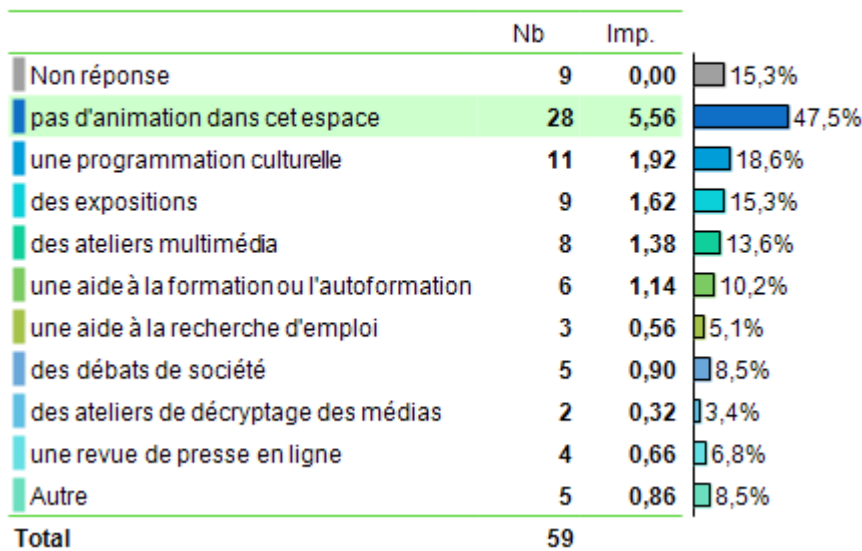 Nb Imp.
Non réponse 9 0,00 15,3%
pas d'animation dans cet espace 28 5,56 47,5%
une programmation culturelle 11 1,92 18,6%
des expositions 9 1,62 15,3%
des ateliers multimédia 8 1,38 13,6%
une aide à la formation ou l'autoformation 6 1,14 10,2%
une aide à la recherche d'emploi 3 0,56 5,1%
des débats de société 5 0,90 8,5%
des ateliers de décryptage des médias 2 0,32 3,4%
une revue de presse en ligne 4 0,66 6,8%
Autre 5 0,86 8,5%
Total 59